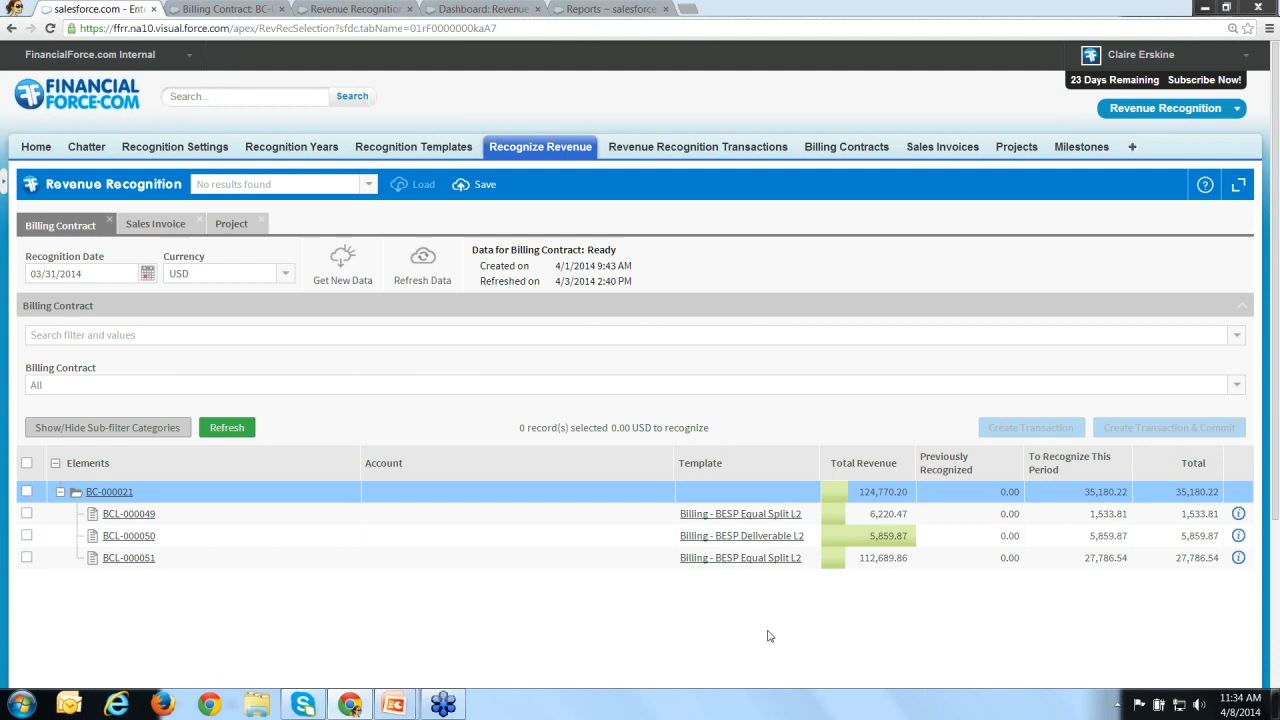 salesforce.com - Ent
Billing Contract: BC-
Revenue Recognition
Dashboard: Revenue
Reports ~ salesforce
https://ffrr.na10.visual.force.com/apex/RevRecSelection?sfdc.tabName=01rF0000000kaA7
FinancialForce.com Internal
Claire Erskine
23 Days Remaining Subscribe Now!
FINANCIAL
FORCE.COM
Search...
Search
Revenue Recognition
Home Chatter Recognition Settings Recognition Years Recognition Templates Recognize Revenue Revenue Recognition Transactions Billing Contracts Sales Invoices Projects Milestones +
Revenue Recognition No results found Load Save
Billing Contract Sales Invoice Project
Recognition Date Currency
03/31/2014 USD
Get New Data Refresh Data
Data for Billing Contract: Ready
Created on 4/1/2014 9:43 AM
Refreshed on 4/3/2014 2:40 PM
Billing Contract
Search filter and values
Billing Contract
All
Show/Hide Sub-filter Categories Refresh 0 record(s) selected 0.00 USD to recognize Create Transaction Create Transaction & Commit
Elements Account Template Total Revenue Previously Recognized To Recognize This Period Total
BC-000021 124,770.20 0.00 35,180.22 35,180.22
BCL-000049 Billing - BESP Equal Split L2 6,220.47 0.00 1,533.81 1,533.81
BCL-000050 Billing - BESP Deliverable L2 5,859.87 0.00 5,859.87 5,859.87
BCL-000051 Billing - BESP Equal Split L2 112,689.86 0.00 27,786.54 27,786.54
11:34 AM
4/8/2014